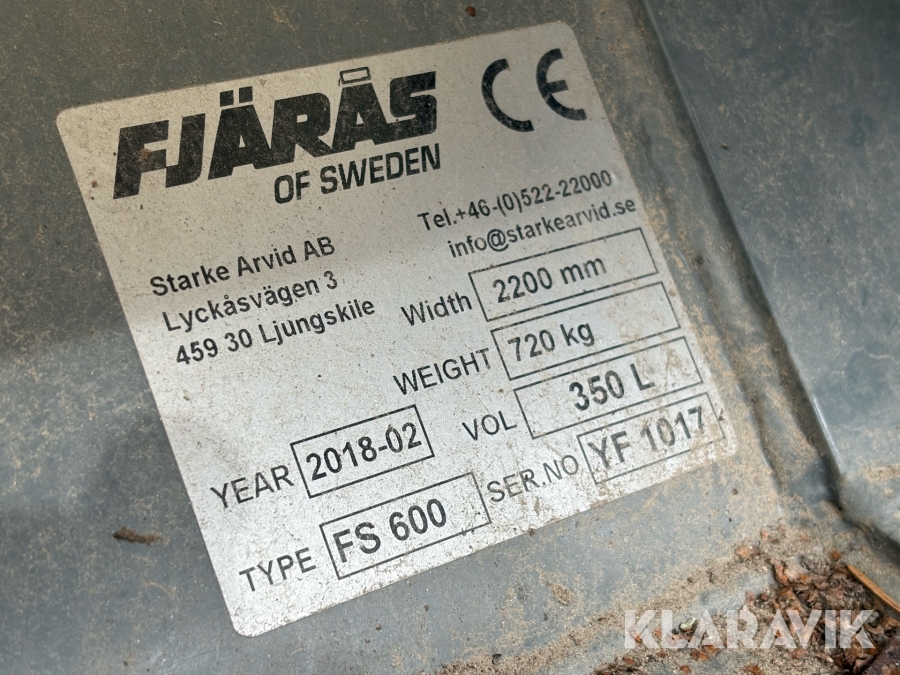 FJÄRÅS CE
OF SWEDEN
Starke Arvid AB
Lyckåsvägen 3
459 30 Ljungskile
Tel.+46-(0)522-22000
info@starkearvid.se
Width 2200 mm
WEIGHT 720 kg
VOL 350 L
YEAR 2018-02
SER.NO YF 1017
TYPE FS 600
KLARAVIK